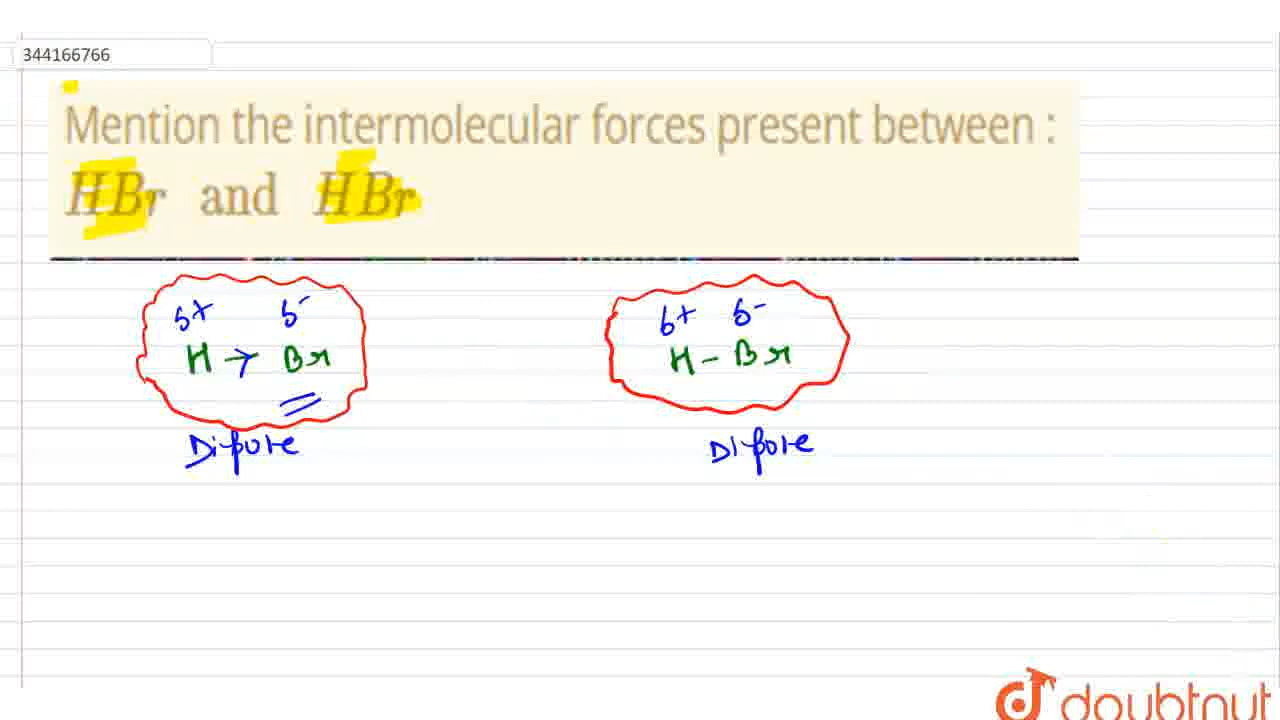 344166766
Mention the intermolecular forces present between :
HBr and HBr
δ+ δ- δ+ δ-
H → Br H - Br
Dipole Dipole
doubtnut